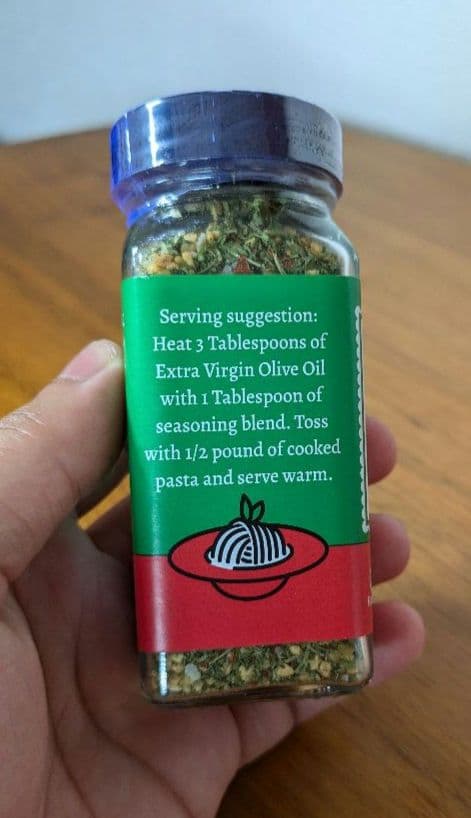 Serving suggestion:
Heat 3 Tablespoons of
Extra Virgin Olive Oil
with 1 Tablespoon of
seasoning blend. Toss
with 1/2 pound of cooked
pasta and serve warm.